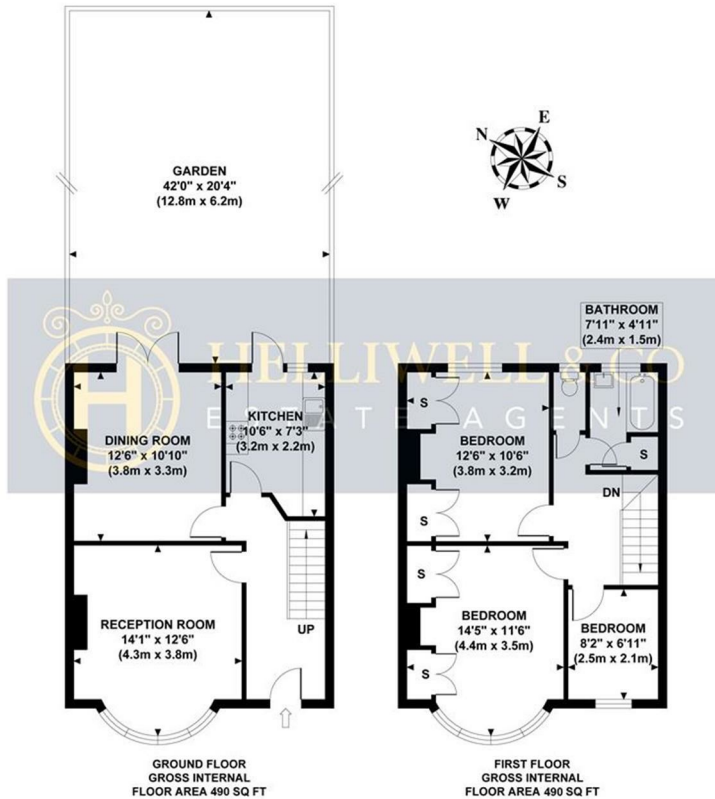 GARDEN
42'0" x 20'4"
(12.8m x 6.2m)
N
E
S
W
HELLIWELL & CO
ESTATE AGENTS
H
DINING ROOM
12'6" x 10'10"
(3.8m x 3.3m)
KITCHEN
10'6" x 7'3"
(3.2m x 2.2m)
RECEPTION ROOM
14'1" x 12'6"
(4.3m x 3.8m)
UP
GROUND FLOOR
GROSS INTERNAL
FLOOR AREA 490 SQ FT
BATHROOM
7'11" x 4'11"
(2.4m x 1.5m)
S
BEDROOM
12'6" x 10'6"
(3.8m x 3.2m)
S
S
DN
S
BEDROOM
14'5" x 11'6"
(4.4m x 3.5m)
S
BEDROOM
8'2" x 6'11"
(2.5m x 2.1m)
FIRST FLOOR
GROSS INTERNAL
FLOOR AREA 490 SQ FT